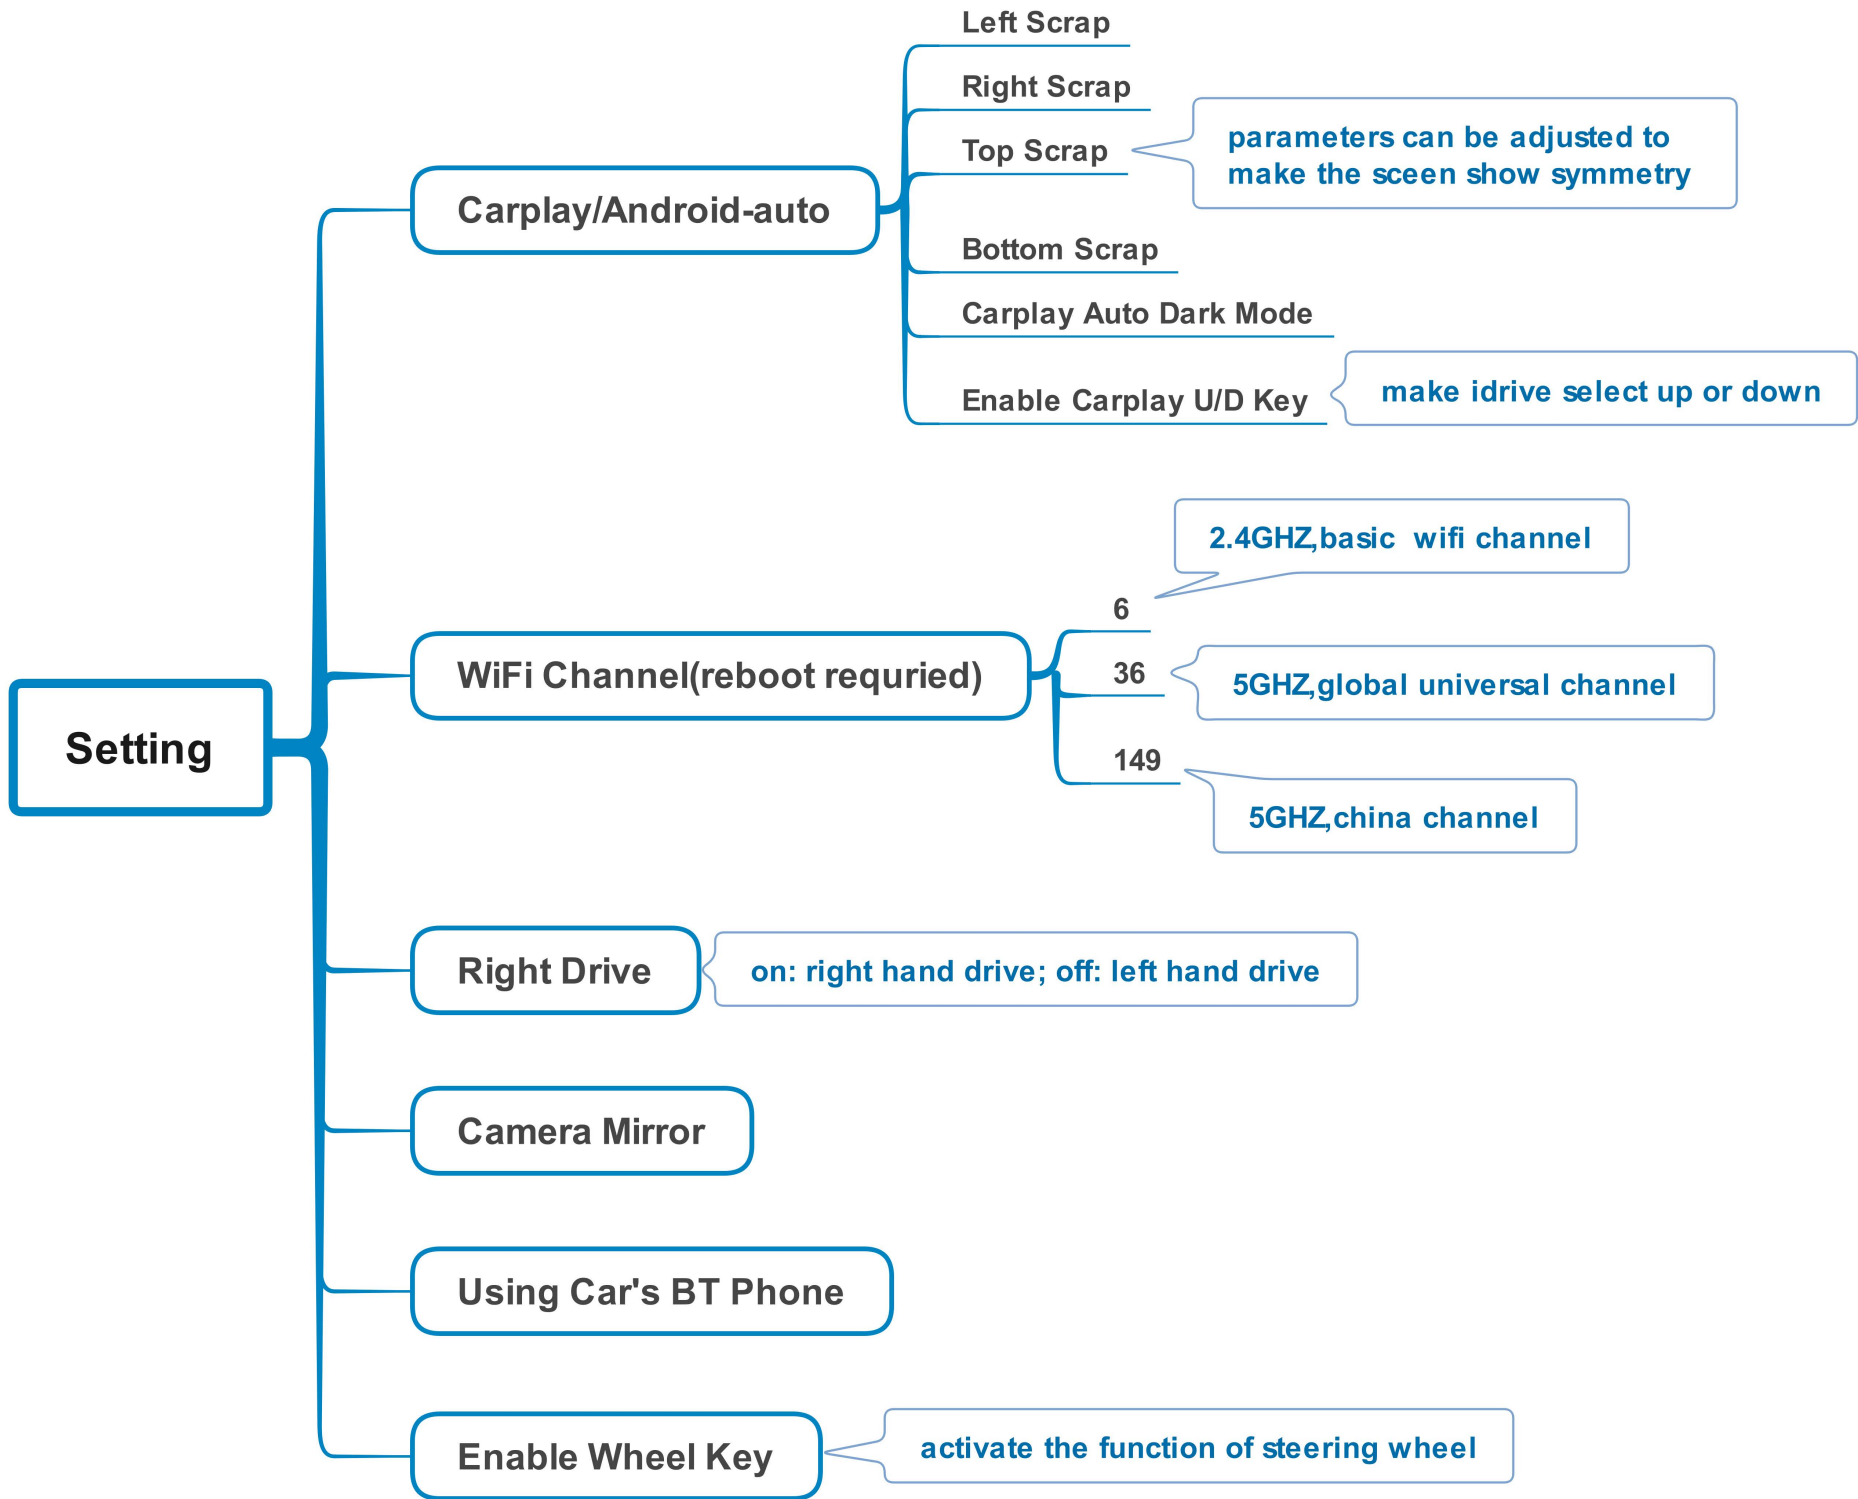 Setting
Carplay/Android-auto
Left Scrap
Right Scrap
Top Scrap
parameters can be adjusted to
make the sceen show symmetry
Bottom Scrap
Carplay Auto Dark Mode
Enable Carplay U/D Key
make idrive select up or down
WiFi Channel(reboot requried)
6
2.4GHZ,basic  wifi channel
36
5GHZ,global universal channel
149
5GHZ,china channel
Right Drive
on: right hand drive; off: left hand drive
Camera Mirror
Using Car's BT Phone
Enable Wheel Key
activate the function of steering wheel